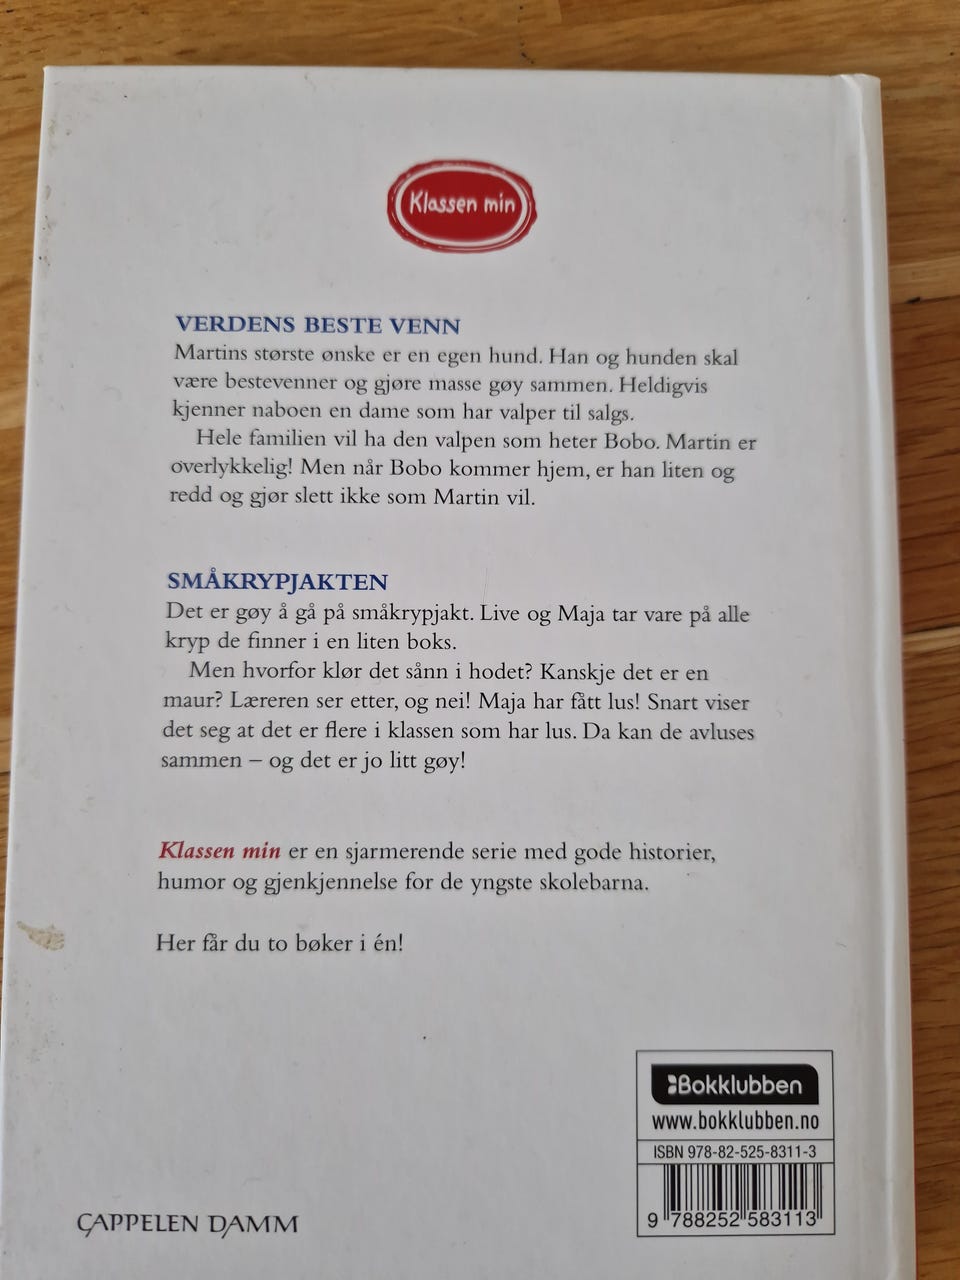 Klassen min
VERDENS BESTE VENN
Martins største ønske er en egen hund. Han og hunden skal
være bestevenner og gjøre masse gøy sammen. Heldigvis
kjenner naboen en dame som har valper til salgs.
Hele familien vil ha den valpen som heter Bobo. Martin er
overlykkelig! Men når Bobo kommer hjem, er han liten og
redd og gjør slett ikke som Martin vil.
SMÅKRYPJAKTEN
Det er gøy å gå på småkrypjakt. Live og Maja tar vare på alle
kryp de finner i en liten boks.
Men hvorfor klør det sånn i hodet? Kanskje det er en
maur? Læreren ser etter, og nei! Maja har fått lus! Snart viser
det seg at det er flere i klassen som har lus. Da kan de avluses
sammen – og det er jo litt gøy!
Klassen min er en sjarmerende serie med gode historier,
humor og gjenkjennelse for de yngste skolebarna.
Her får du to bøker i én!
Bokklubben
www.bokklubben.no
ISBN 978-82-525-8311-3
9 788252 583113
CAPPELEN DAMM